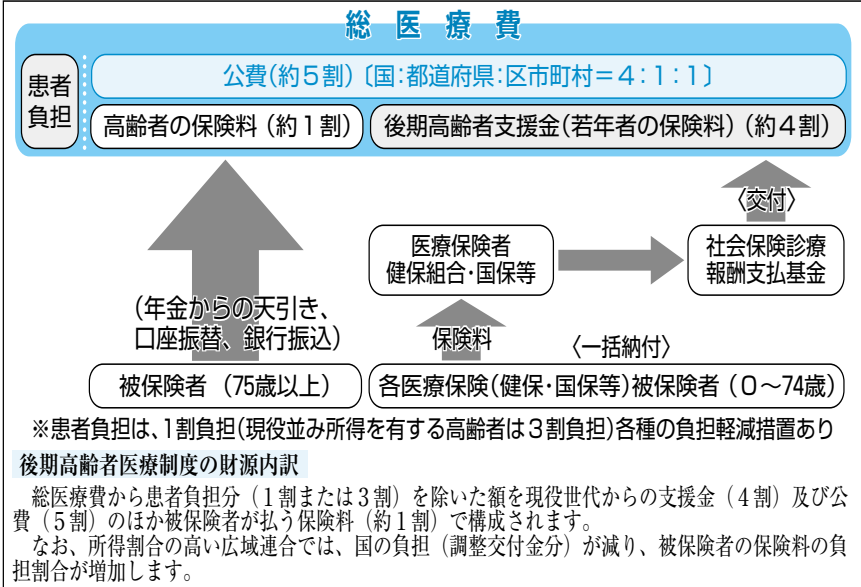 総医療費
患者
負担
公費(約5割)〔国:都道府県:区市町村=4:1:1〕
高齢者の保険料(約1割)
後期高齢者支援金(若年者の保険料)(約4割)
〈交付〉
医療保険者
健保組合・国保等
社会保険診療
報酬支払基金
(年金からの天引き、
口座振替、銀行振込)
保険料
〈一括納付〉
被保険者(75歳以上)
各医療保険(健保・国保等)被保険者(0~74歳)
※患者負担は、1割負担(現役並み所得を有する高齢者は3割負担)各種の負担軽減措置あり
後期高齢者医療制度の財源内訳
総医療費から患者負担分(1割または3割)を除いた額を現役世代からの支援金(4割)及び公
費(5割)のほか被保険者が払う保険料(約1割)で構成されます。
なお、所得割合の高い広域連合では、国の負担(調整交付金分)が減り、被保険者の保険料の負
担割合が増加します。